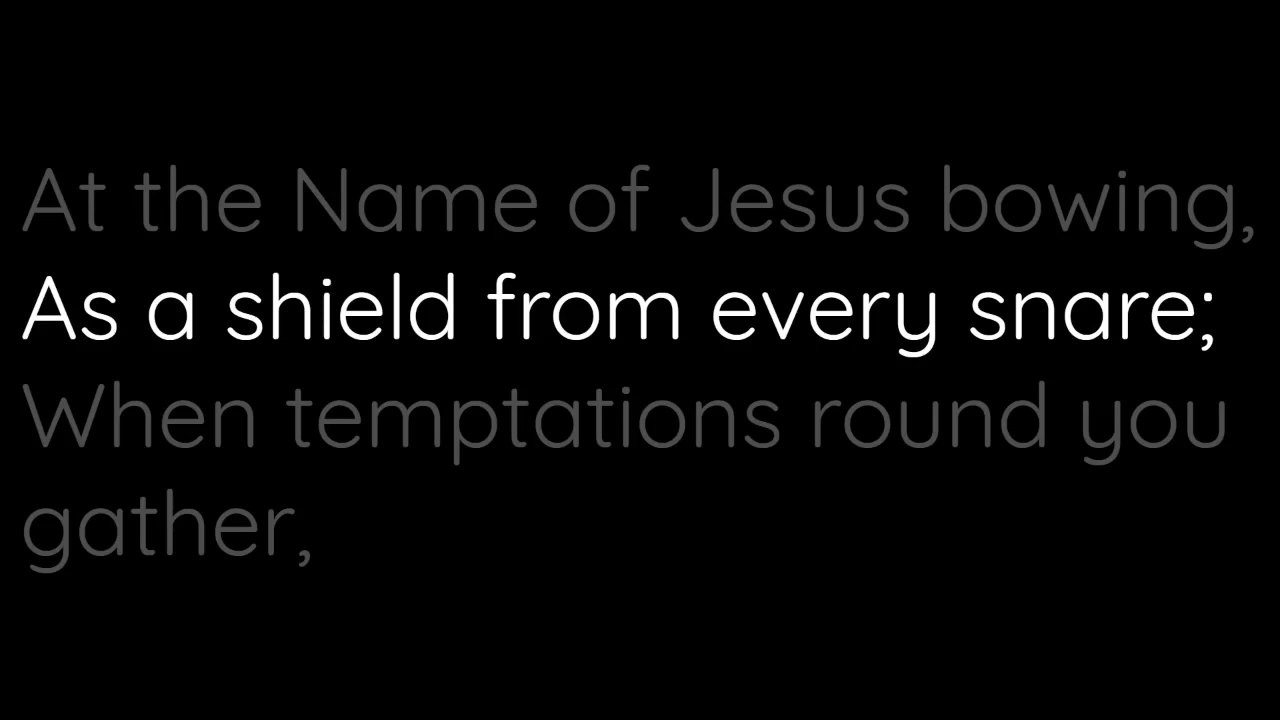 At the Name of Jesus bowing,
As a shield from every snare;
When temptations round you
gather,